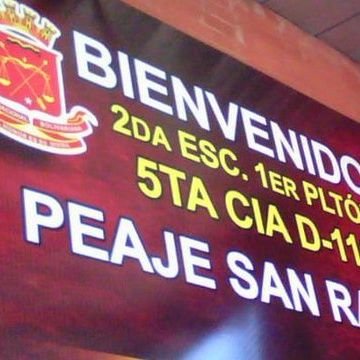 BIENVENIDO
2DA ESC. 1ER PLTÓ
5TA CIA D-11
PEAJE SAN RA